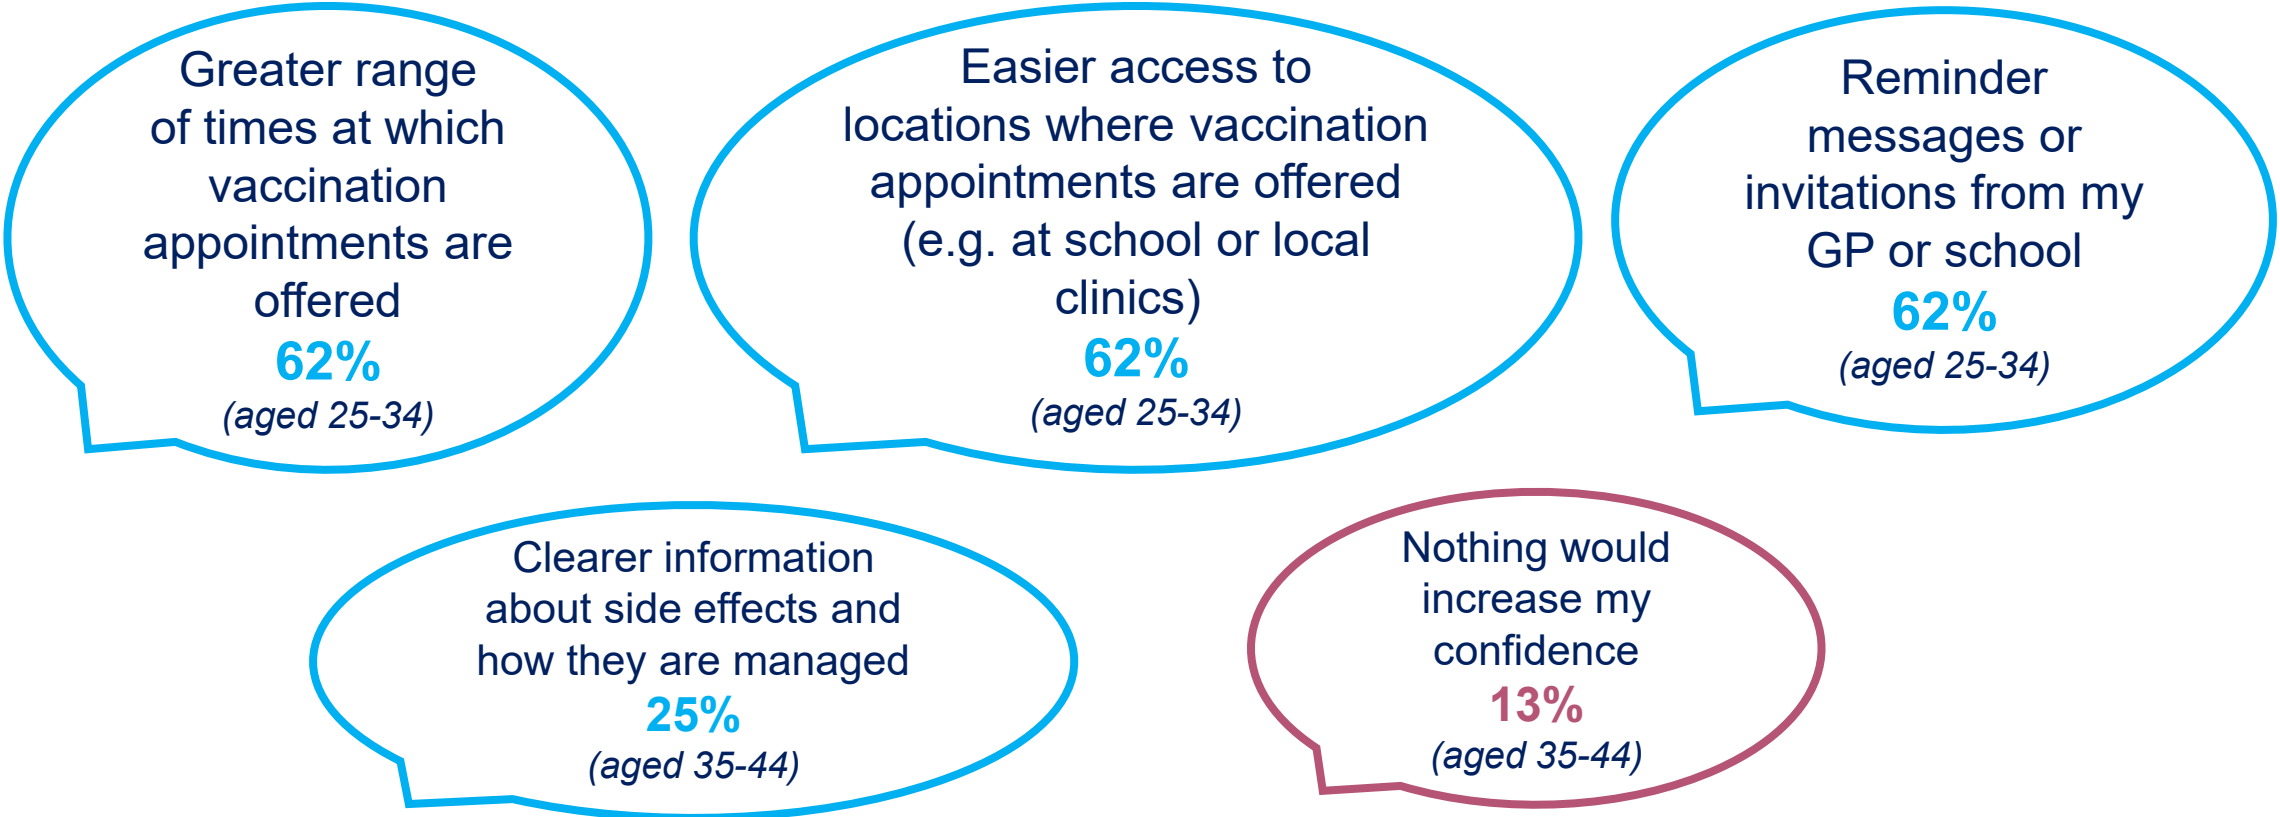 Greater range
of times at which
vaccination
appointments are
offered
62%
(aged 25-34)
Easier access to
locations where vaccination
appointments are offered
(e.g. at school or local
clinics)
62%
(aged 25-34)
Reminder
messages or
invitations from my
GP or school
62%
(aged 25-34)
Clearer information
about side effects and
how they are managed
25%
(aged 35-44)
Nothing would
increase my
confidence
13%
(aged 35-44)